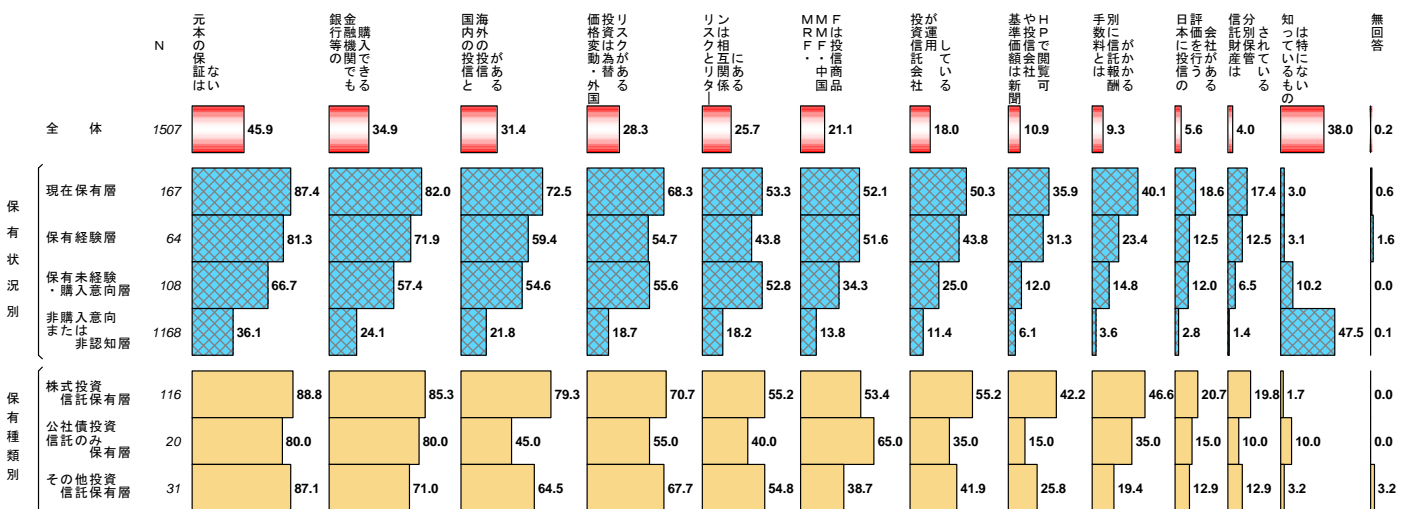 N
元本の保証は
ない
銀行等の
金融機関でも
購入できる
国内の投信と
海外の投信
がある
価格変動・外国
投資は為替
リスクがある
リスクとリター
ンは相互関係
にある
MRF・
MMF・中国
Fは投信商品
投資信託会社
が運用
している
基準価額は新聞
や投信会社
HPで閲覧可
手数料とは
別に信託報酬
がかかる
日本に投信の
評価を行う
会社がある
信託財産は
分別保管
されている
知っているもの
は特にない
無回答
全 体 1507 45.9 34.9 31.4 28.3 25.7 21.1 18.0 10.9 9.3 5.6 4.0 38.0 0.2
保有状況別
現在保有層 167 87.4 82.0 72.5 68.3 53.3 52.1 50.3 35.9 40.1 18.6 17.4 3.0 0.6
保有経験層 64 81.3 71.9 59.4 54.7 43.8 51.6 43.8 31.3 23.4 12.5 12.5 3.1 1.6
保有未経験
・購入意向層 108 66.7 57.4 54.6 55.6 52.8 34.3 25.0 12.0 14.8 12.0 6.5 10.2 0.0
非購入意向
または
非認知層 1168 36.1 24.1 21.8 18.7 18.2 13.8 11.4 6.1 3.6 2.8 1.4 47.5 0.1
保有種類別
株式投資
信託保有層 116 88.8 85.3 79.3 70.7 55.2 53.4 55.2 42.2 46.6 20.7 19.8 1.7 0.0
公社債投資
信託のみ
保有層 20 80.0 80.0 45.0 55.0 40.0 65.0 35.0 15.0 35.0 15.0 10.0 10.0 0.0
その他投資
信託保有層 31 87.1 71.0 64.5 67.7 54.8 38.7 41.9 25.8 19.4 12.9 12.9 3.2 3.2